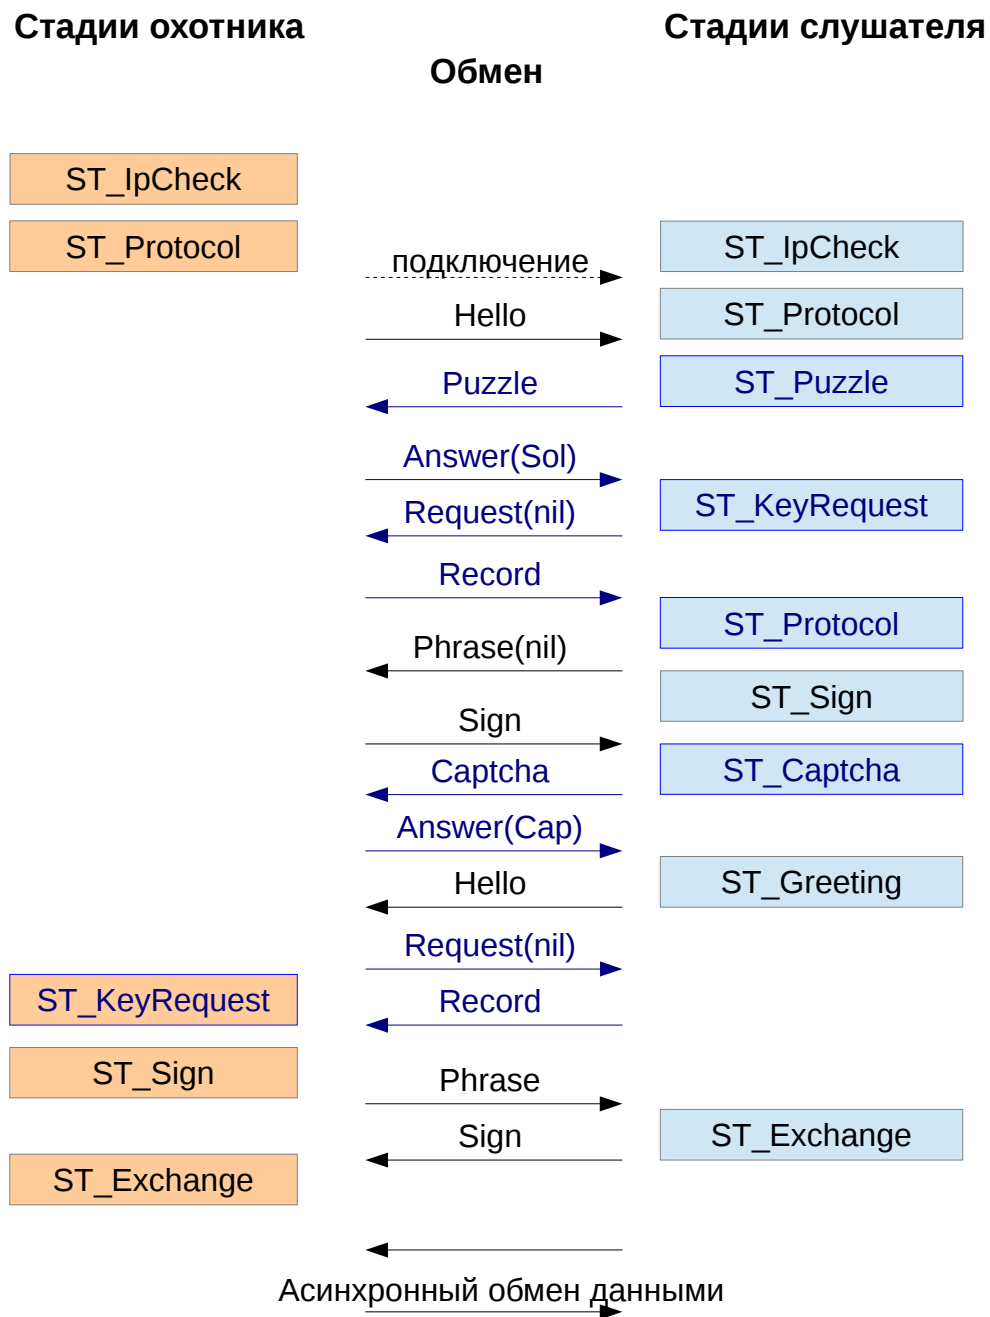 Стадии охотника
Стадии слушателя
Обмен
ST_IpCheck
ST_Protocol
ST_IpCheck
подключение
Hello
ST_Protocol
Puzzle
ST_Puzzle
Answer(Sol)
Request(nil)
ST_KeyRequest
Record
ST_Protocol
Phrase(nil)
ST_Sign
Sign
Captcha
ST_Captcha
Answer(Cap)
Hello
ST_Greeting
Request(nil)
ST_KeyRequest
Record
ST_Sign
Phrase
Sign
ST_Exchange
ST_Exchange
Асинхронный обмен данными